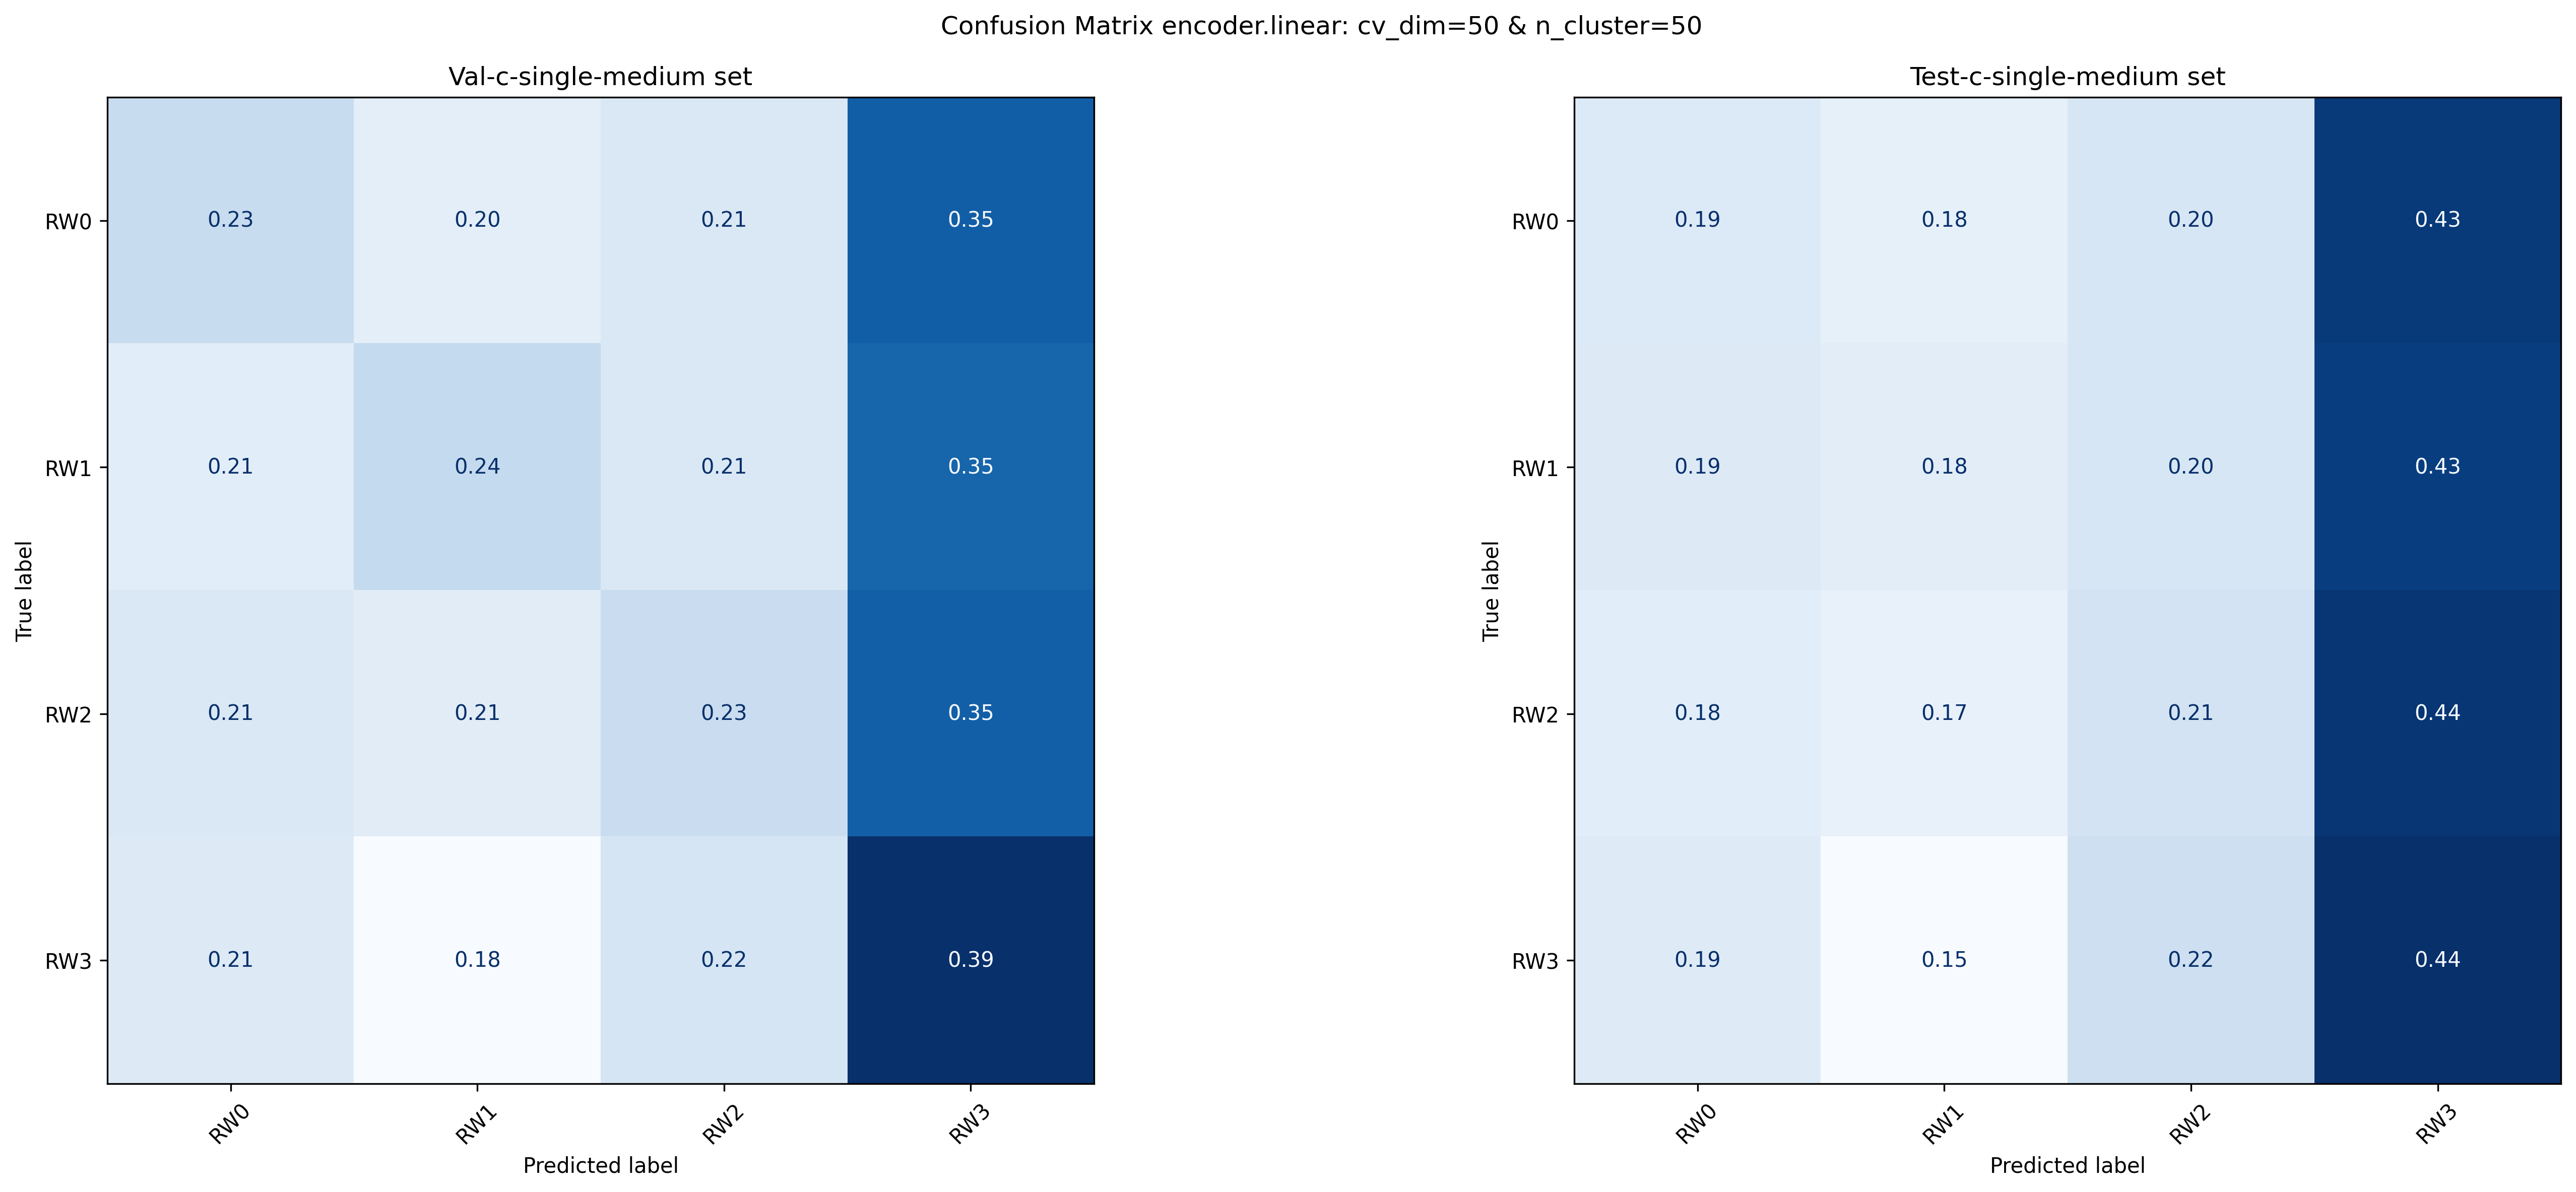 Confusion Matrix encoder.linear: cv_dim=50 & n_cluster=50
Val-c-single-medium set
True label
RW0 0.23 0.20 0.21 0.35
RW1 0.21 0.24 0.21 0.35
RW2 0.21 0.21 0.23 0.35
RW3 0.21 0.18 0.22 0.39
RW0 RW1 RW2 RW3
Predicted label
Test-c-single-medium set
True label
RW0 0.19 0.18 0.20 0.43
RW1 0.19 0.18 0.20 0.43
RW2 0.18 0.17 0.21 0.44
RW3 0.19 0.15 0.22 0.44
RW0 RW1 RW2 RW3
Predicted label